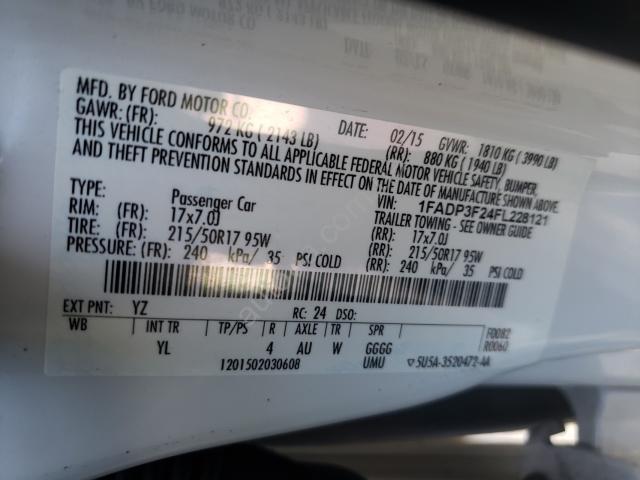 MFD. BY FORD MOTOR CO.
DATE: 02/15 GVWR: 1810 KG ( 3990 LB)
GAWR: (FR): 972 KG ( 2143 LB) (RR): 880 KG ( 1940 LB)
THIS VEHICLE CONFORMS TO ALL APPLICABLE FEDERAL MOTOR VEHICLE SAFETY, BUMPER,
AND THEFT PREVENTION STANDARDS IN EFFECT ON THE DATE OF MANUFACTURE SHOWN ABOVE.
VIN: 1FADP3F24FL228121
TYPE: Passenger Car TRAILER TOWING - SEE OWNER GUIDE
RIM: (FR): 17x7.0J (RR): 17x7.0J
TIRE: (FR): 215/50R17 95W (RR): 215/50R17 95W
PRESSURE: (FR): 240 kPa/ 35 PSI COLD (RR): 240 kPa/ 35 PSI COLD
EXT PNT: YZ RC: 24 DSO: F0082
WB INT TR TP/PS R AXLE TR SPR R0060
YL 4 AU W GGGG
1201502030608 UMU 5U5A-3520472-AA